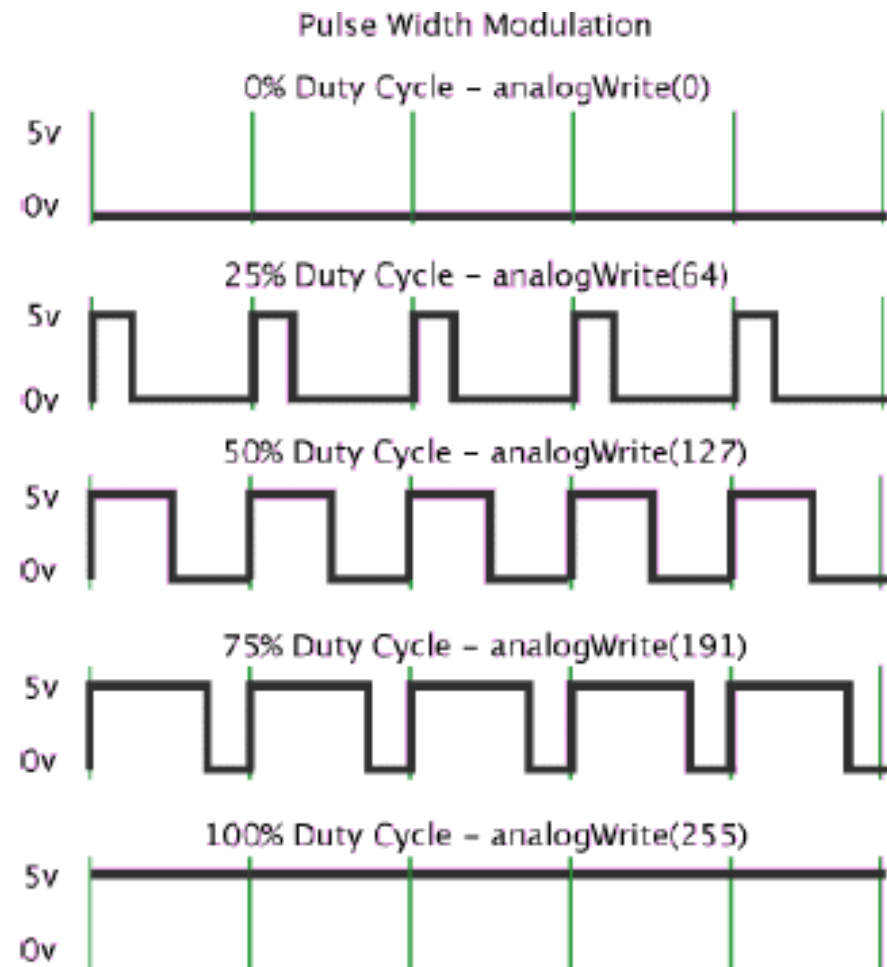 Pulse Width Modulation
0% Duty Cycle – analogWrite(0)
5v
0v
25% Duty Cycle – analogWrite(64)
5v
0v
50% Duty Cycle – analogWrite(127)
5v
0v
75% Duty Cycle – analogWrite(191)
5v
0v
100% Duty Cycle – analogWrite(255)
5v
0v